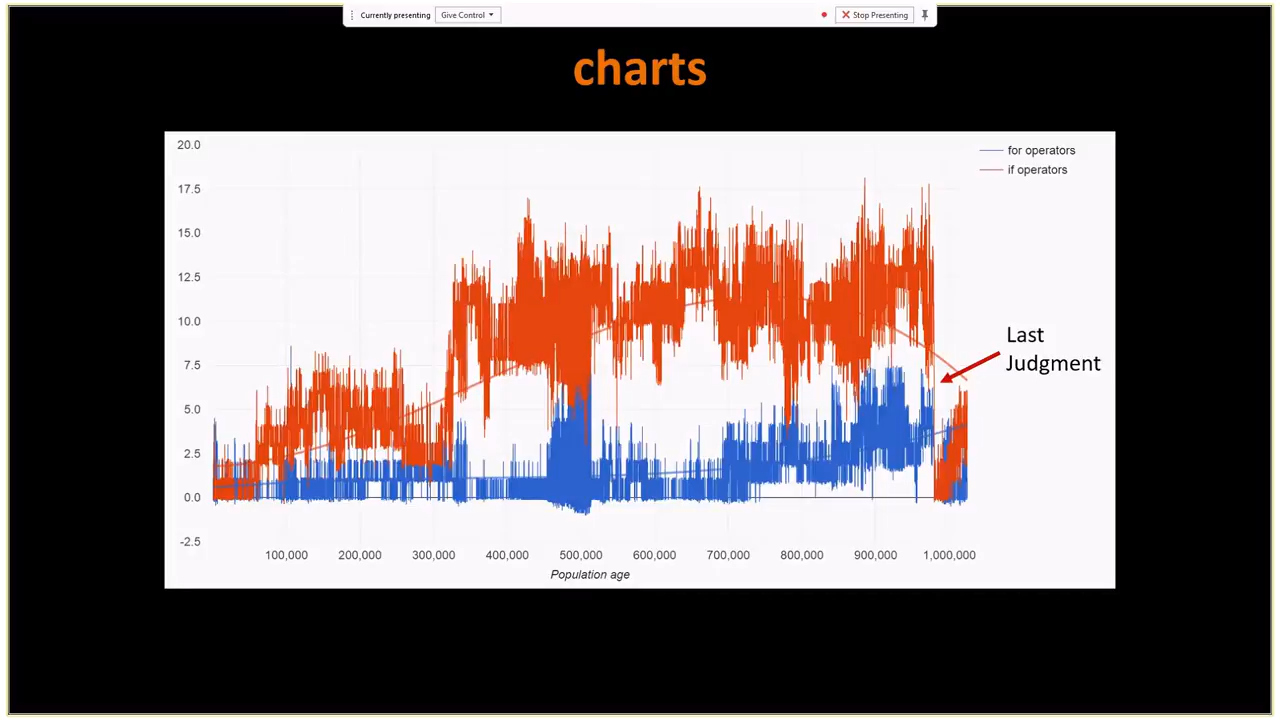 Currently presenting
Give Control
Stop Presenting
charts
20.0
17.5
15.0
12.5
10.0
7.5
5.0
2.5
0.0
-2.5
for operators
if operators
Last
Judgment
100,000 200,000 300,000 400,000 500,000 600,000 700,000 800,000 900,000 1,000,000
Population age